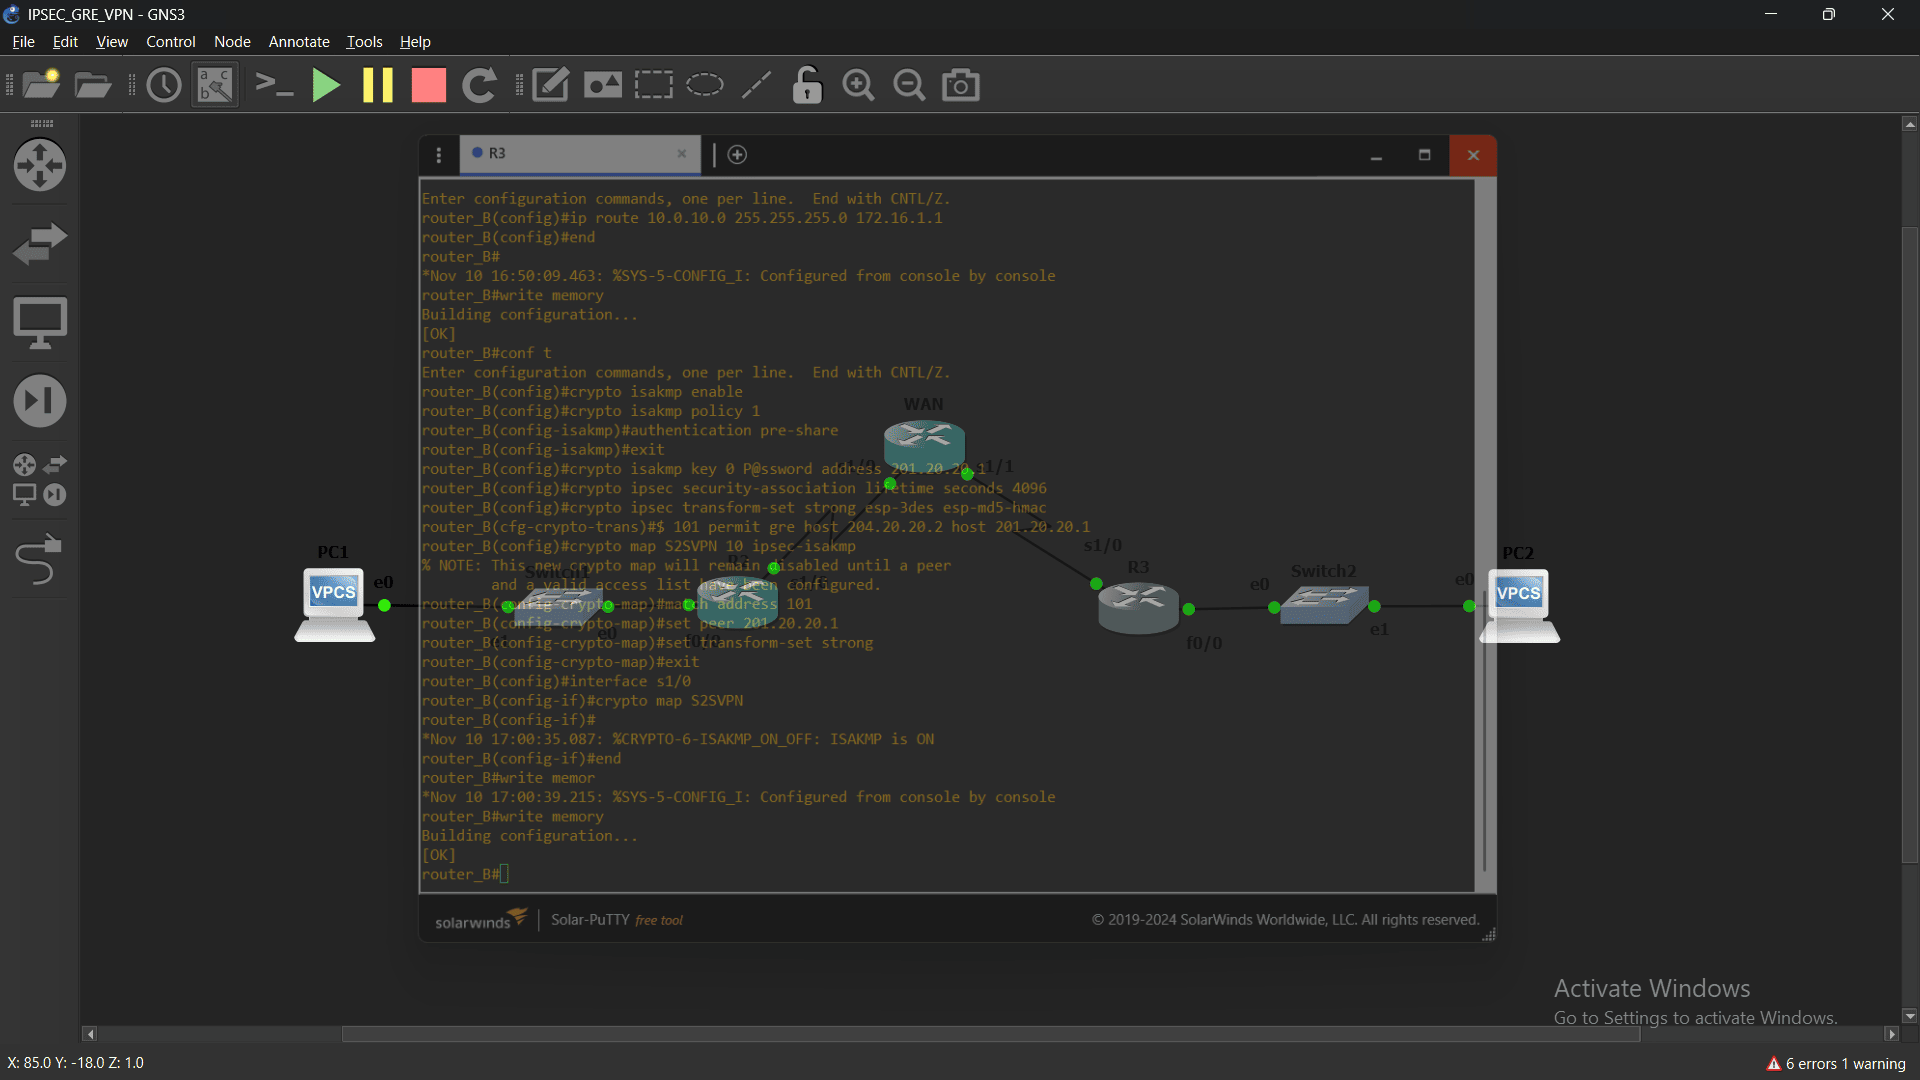 IPSEC_GRE_VPN - GNS3
File Edit View Control Node Annotate Tools Help
R3
Enter configuration commands, one per line.  End with CNTL/Z.
router_B(config)#ip route 10.0.10.0 255.255.255.0 172.16.1.1
router_B(config)#end
router_B#
*Nov 10 16:50:09.463: %SYS-5-CONFIG_I: Configured from console by console
router_B#write memory
Building configuration...
[OK]
router_B#conf t
Enter configuration commands, one per line.  End with CNTL/Z.
router_B(config)#crypto isakmp enable
router_B(config)#crypto isakmp policy 1
router_B(config-isakmp)#authentication pre-share
router_B(config-isakmp)#exit
router_B(config)#crypto isakmp key 0 P@ssword address 201.20.20.1
router_B(config)#crypto ipsec security-association lifetime seconds 4096
router_B(config)#crypto ipsec transform-set strong esp-3des esp-md5-hmac
router_B(cfg-crypto-trans)#$ 101 permit gre host 204.20.20.2 host 201.20.20.1
router_B(config)#crypto map S2SVPN 10 ipsec-isakmp
% NOTE: This new crypto map will remain disabled until a peer
and a valid access list have been configured.
router_B(config-crypto-map)#match address 101
router_B(config-crypto-map)#set peer 201.20.20.1
router_B(config-crypto-map)#set transform-set strong
router_B(config-crypto-map)#exit
router_B(config)#interface s1/0
router_B(config-if)#crypto map S2SVPN
router_B(config-if)#
*Nov 10 17:00:35.087: %CRYPTO-6-ISAKMP_ON_OFF: ISAKMP is ON
router_B(config-if)#end
router_B#write memor
*Nov 10 17:00:39.215: %SYS-5-CONFIG_I: Configured from console by console
router_B#write memory
Building configuration...
[OK]
router_B#
WAN
s1/1
PC1
VPCS
e0
Switch1
e0
f0/0
s1/0
R3
f0/0
e0
Switch2
e1
e0
PC2
VPCS
solarwinds
Solar-PuTTY free tool
© 2019-2024 SolarWinds Worldwide, LLC. All rights reserved.
Activate Windows
Go to Settings to activate Windows.
X: 85.0 Y: -18.0 Z: 1.0
6 errors 1 warning